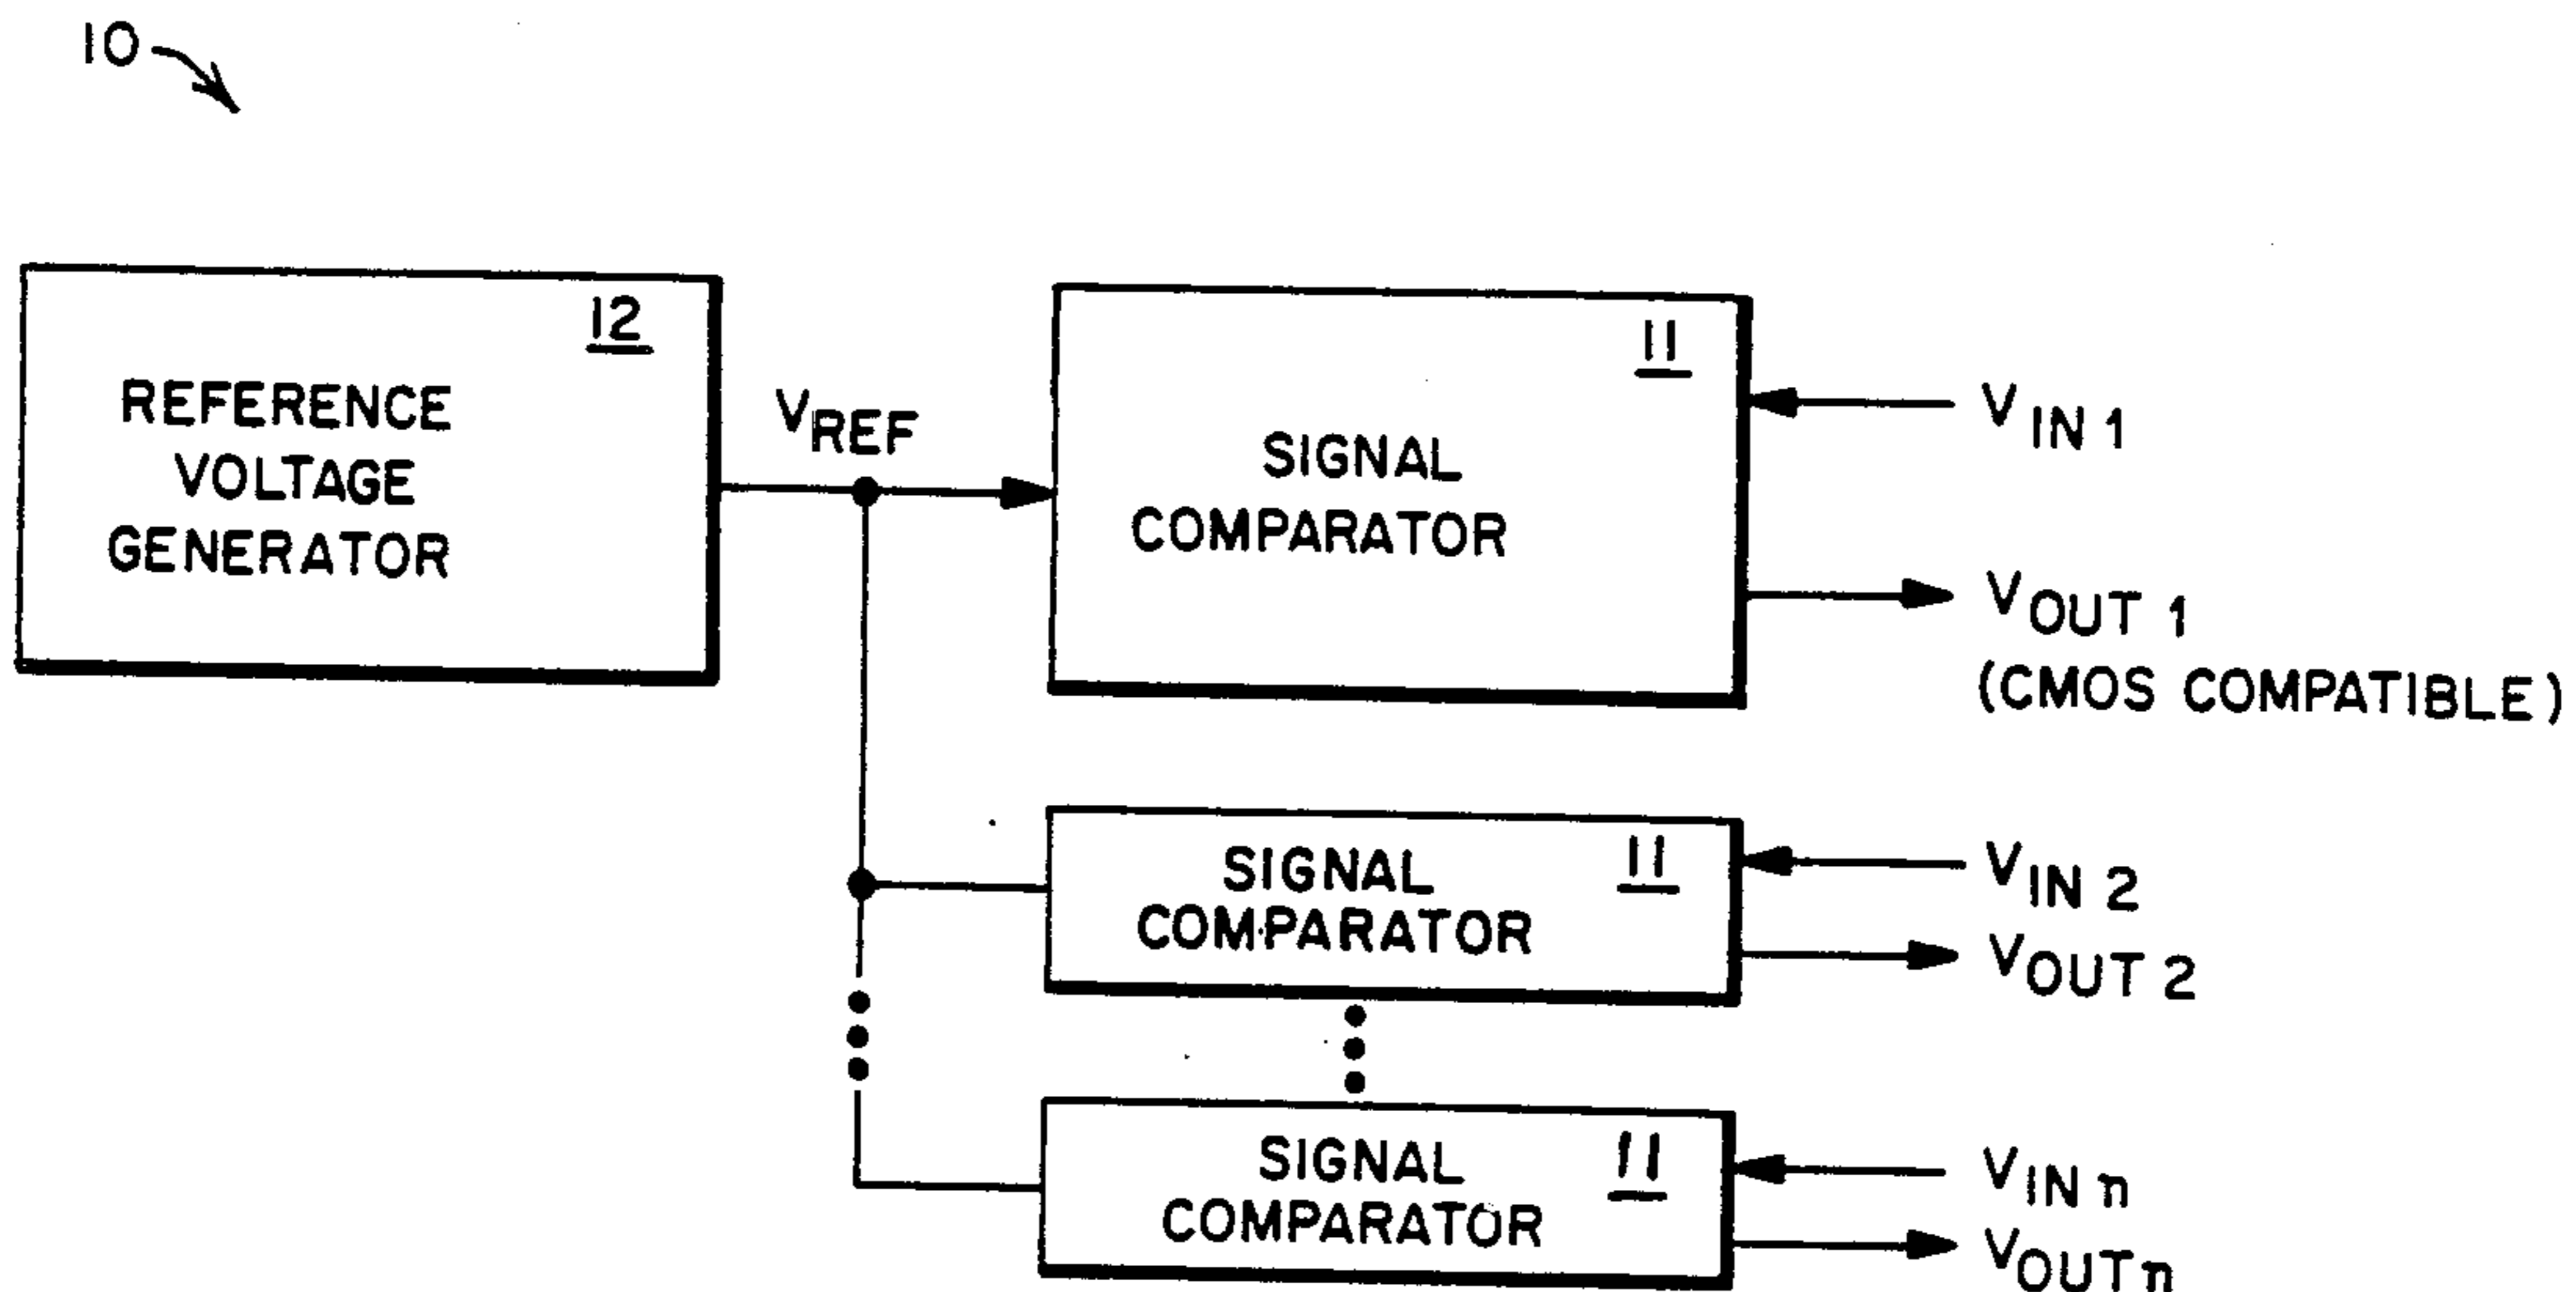 10
12
REFERENCE
VOLTAGE
GENERATOR
VREF
11
SIGNAL
COMPARATOR
VIN 1
VOUT 1
(CMOS COMPATIBLE)
11
SIGNAL
COMPARATOR
VIN 2
VOUT 2
11
SIGNAL
COMPARATOR
VIN n
VOUT n